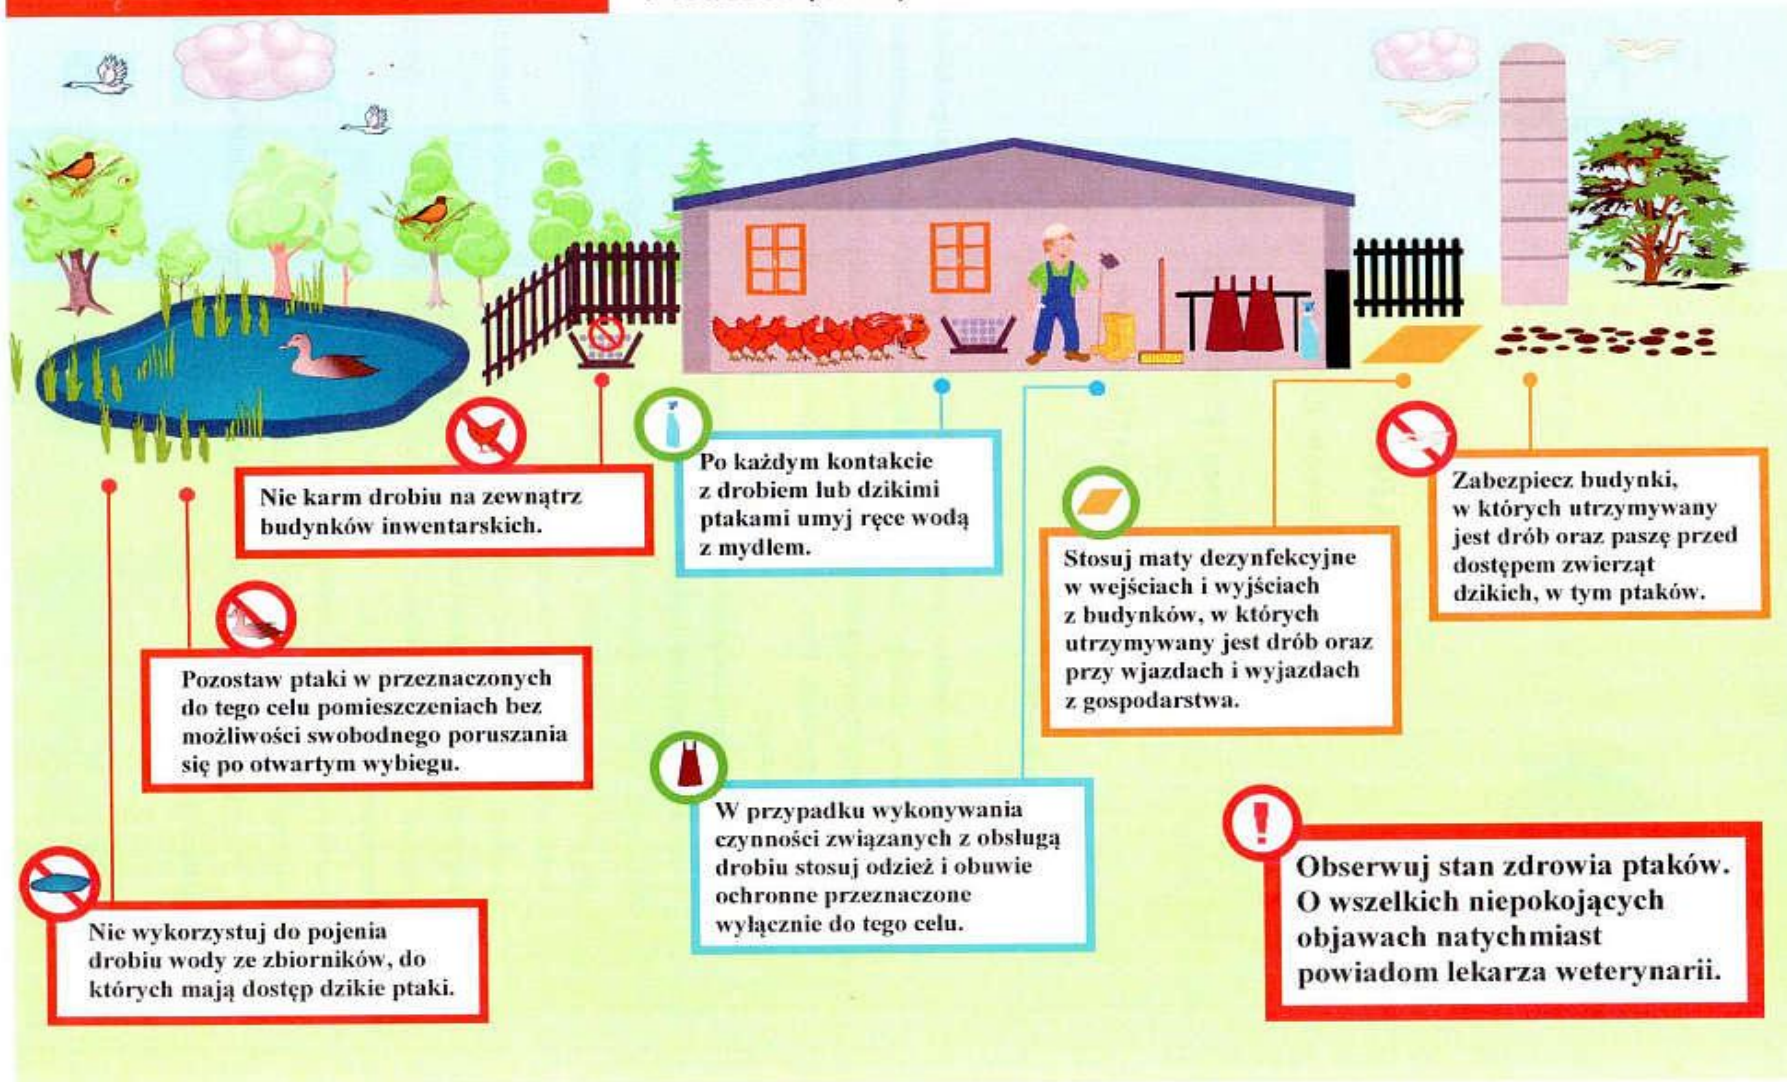 Nie karm drobiu na zewnątrz
budynków inwentarskich.
Po każdym kontakcie
z drobiem lub dzikimi
ptakami umyj ręce wodą
z mydłem.
Stosuj maty dezynfekcyjne
w wejściach i wyjściach
z budynków, w których
utrzymywany jest drób oraz
przy wjazdach i wyjazdach
z gospodarstwa.
Zabezpiecz budynki,
w których utrzymywany
jest drób oraz paszę przed
dostępem zwierząt
dzikich, w tym ptaków.
Pozostaw ptaki w przeznaczonych
do tego celu pomieszczeniach bez
możliwości swobodnego poruszania
się po otwartym wybiegu.
W przypadku wykonywania
czynności związanych z obsługą
drobiu stosuj odzież i obuwie
ochronne przeznaczone
wyłącznie do tego celu.
Nie wykorzystuj do pojenia
drobiu wody ze zbiorników, do
których mają dostęp dzikie ptaki.
!
Obserwuj stan zdrowia ptaków.
O wszelkich niepokojących
objawach natychmiast
powiadom lekarza weterynarii.